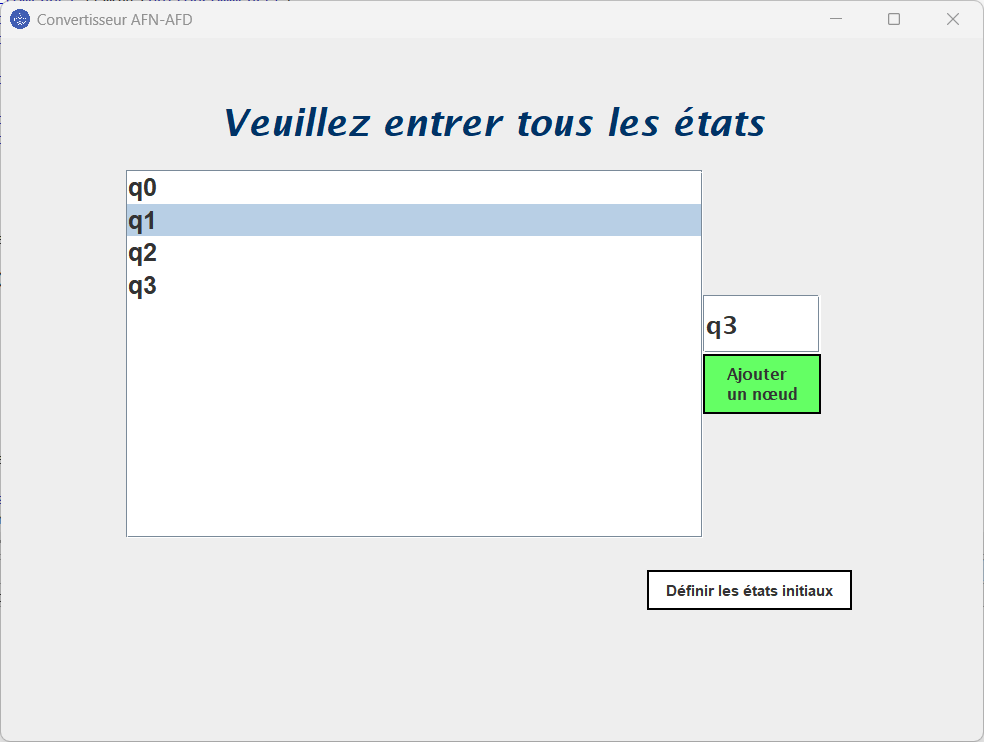 Convertisseur AFN-AFD
Veuillez entrer tous les états
q0
q1
q2
q3
q3
Ajouter
un nœud
Définir les états initiaux